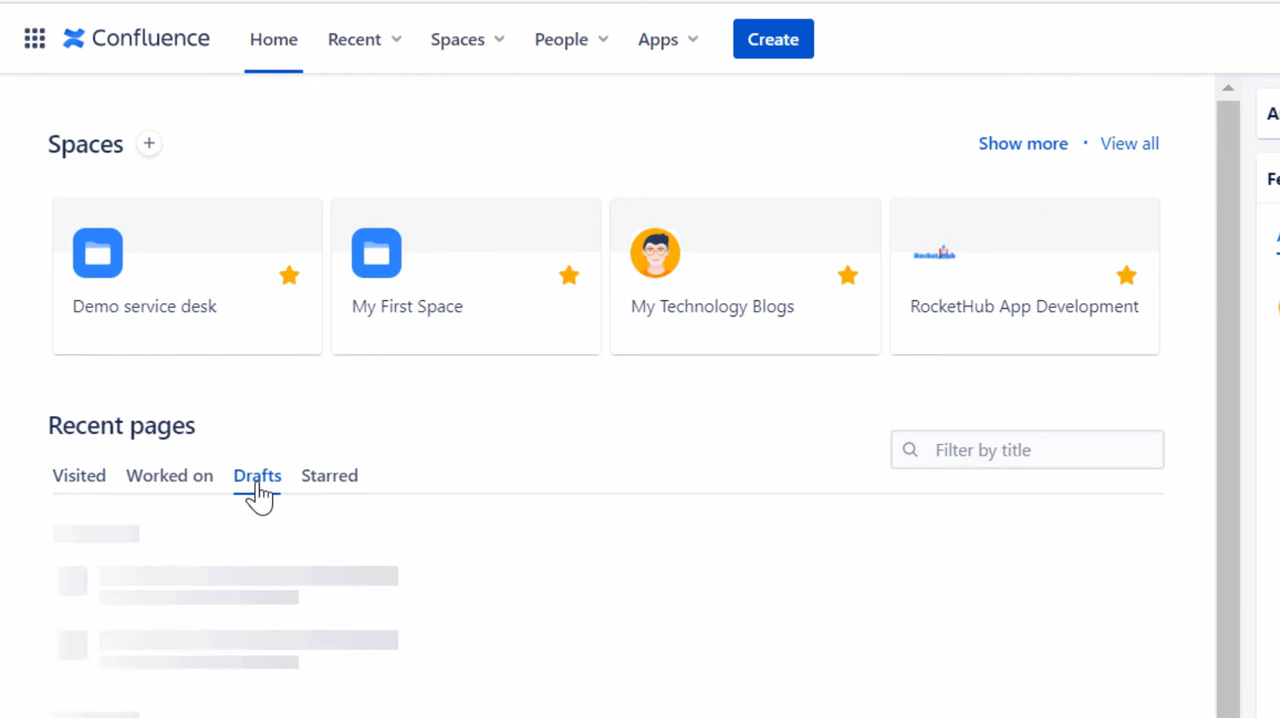 Confluence Home Recent Spaces People Apps Create
Spaces + Show more • View all
Demo service desk My First Space My Technology Blogs RocketHub App Development
RocketHub
Recent pages
Filter by title
Visited Worked on Drafts Starred